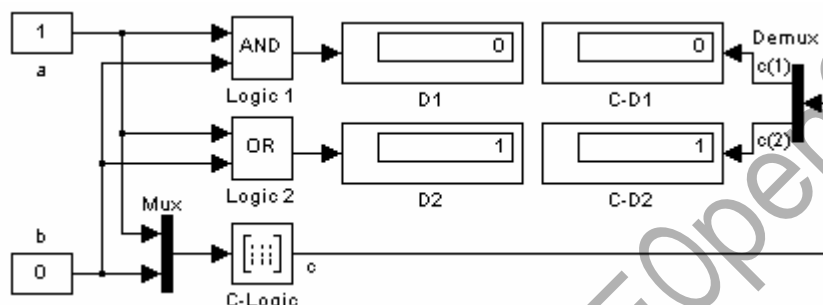 1
a
AND
Logic 1
0
D1
0
C-D1
Demux
c(1)
OR
Logic 2
1
D2
1
C-D2
c(2)
Mux
b
0
C-Logic
c